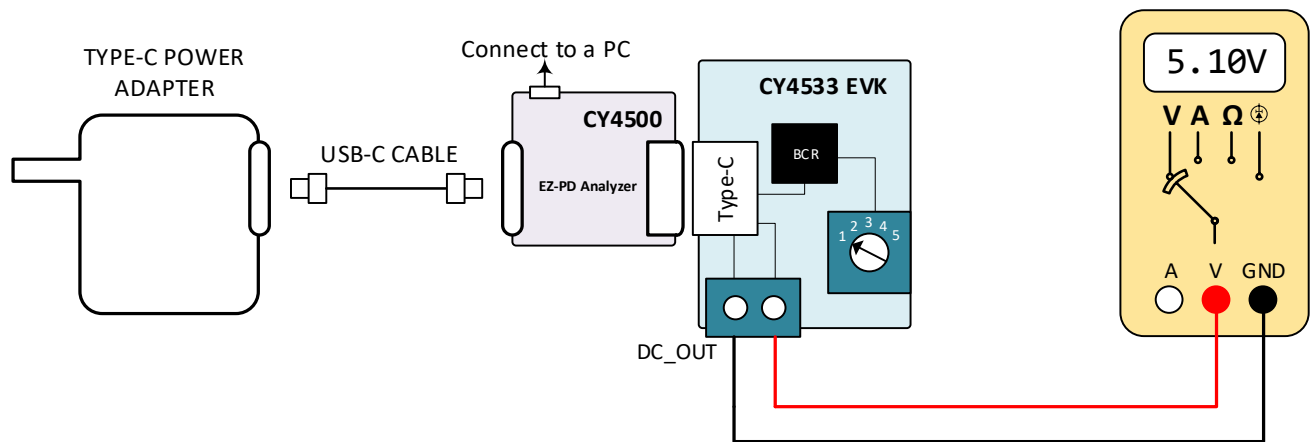 TYPE-C POWER
ADAPTER
USB-C CABLE
Connect to a PC
CY4500
EZ-PD Analyzer
CY4533 EVK
Type-C
BCR
1 2 3 4 5
DC_OUT
5.10V
V A Ω
A V GND